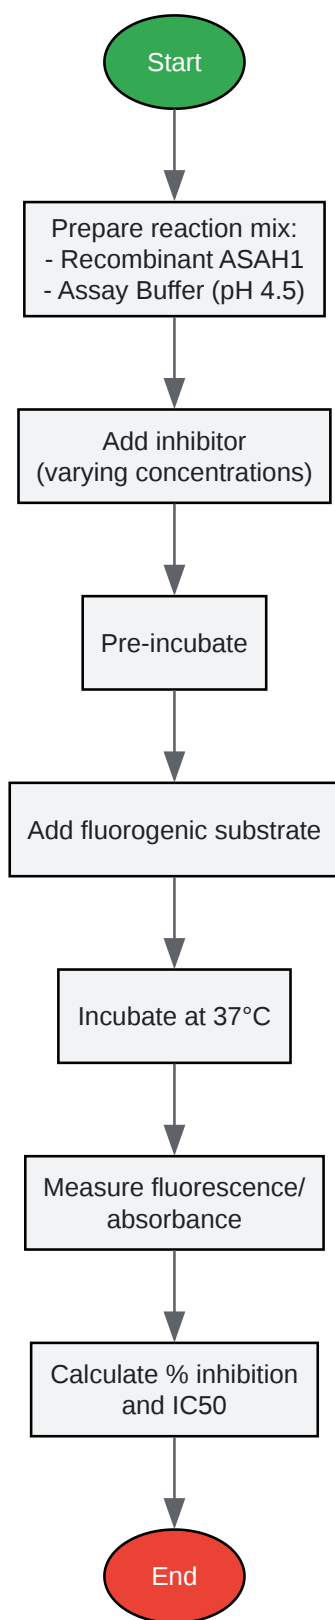 Start
Prepare reaction mix:
- Recombinant ASAH1
- Assay Buffer (pH 4.5)
Add inhibitor
(varying concentrations)
Pre-incubate
Add fluorogenic substrate
Incubate at 37°C
Measure fluorescence/
absorbance
Calculate % inhibition
and IC50
End